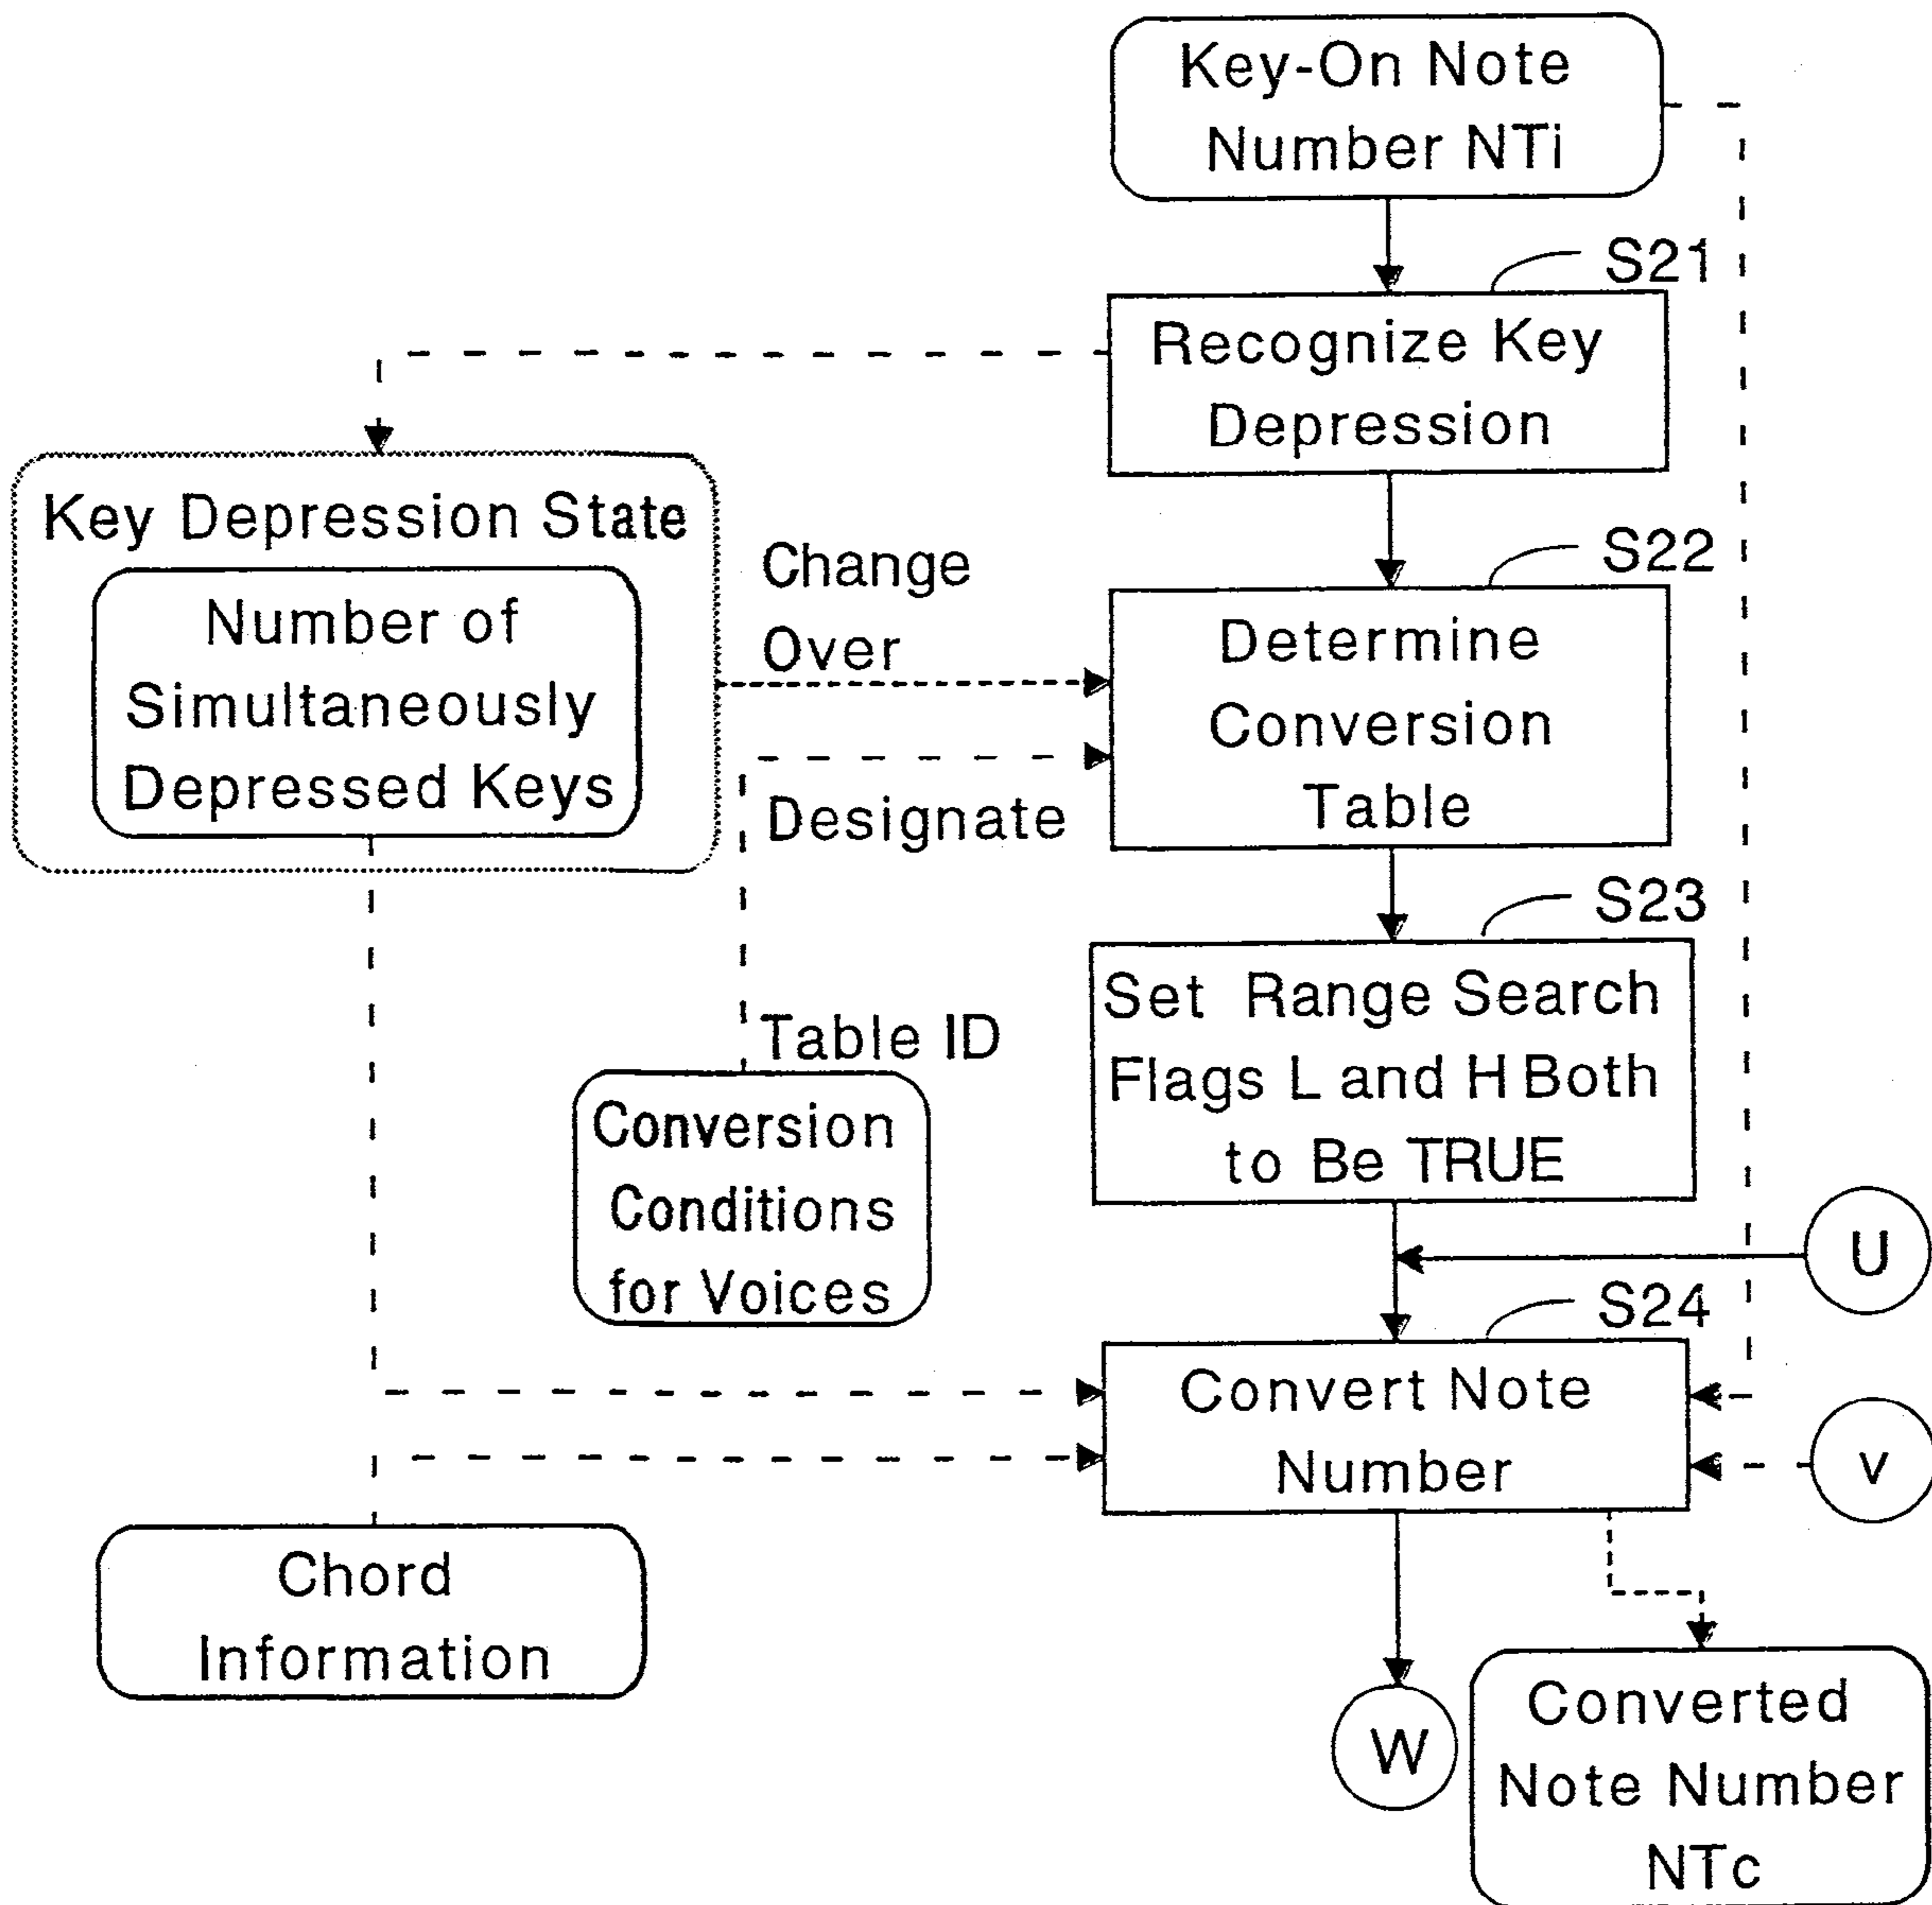 Key-On Note
Number NTi
S21
Recognize Key
Depression
Key Depression State
Number of
Simultaneously
Depressed Keys
Change
Over
S22
Determine
Conversion
Table
Designate
S23
Set Range Search
Flags L and H Both
to Be TRUE
Table ID
Conversion
Conditions
for Voices
U
S24
Convert Note
Number
v
Chord
Information
W
Converted
Note Number
NTc